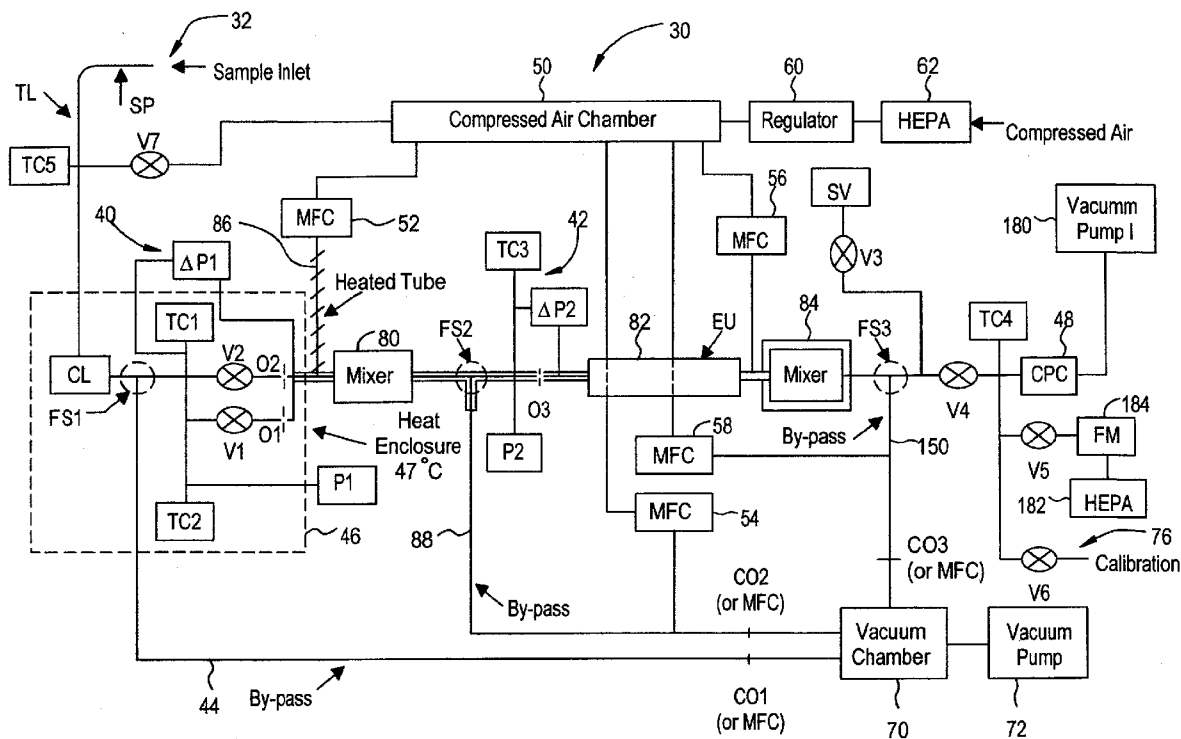 32
30
Sample Inlet
TL
SP
50
60
62
Compressed Air Chamber
Regulator
HEPA
Compressed Air
V7
TC5
MFC
52
86
56
MFC
SV
V3
180
Vacumm
Pump I
40
Δ P1
Heated Tube
TC3
42
Δ P2
FS2
82
EU
84
FS3
TC4
48
TC1
V2
O2
80
Mixer
Mixer
CPC
CL
FS1
V1
O1
O3
V4
Heat
Enclosure
47 °C
P2
58
MFC
By-pass
150
184
FM
V5
P1
TC2
46
88
MFC
54
182
HEPA
76
Calibration
V6
CO3
(or MFC)
CO2
(or MFC)
By-pass
Vacuum
Chamber
Vacuum
Pump
44
By-pass
CO1
(or MFC)
70
72